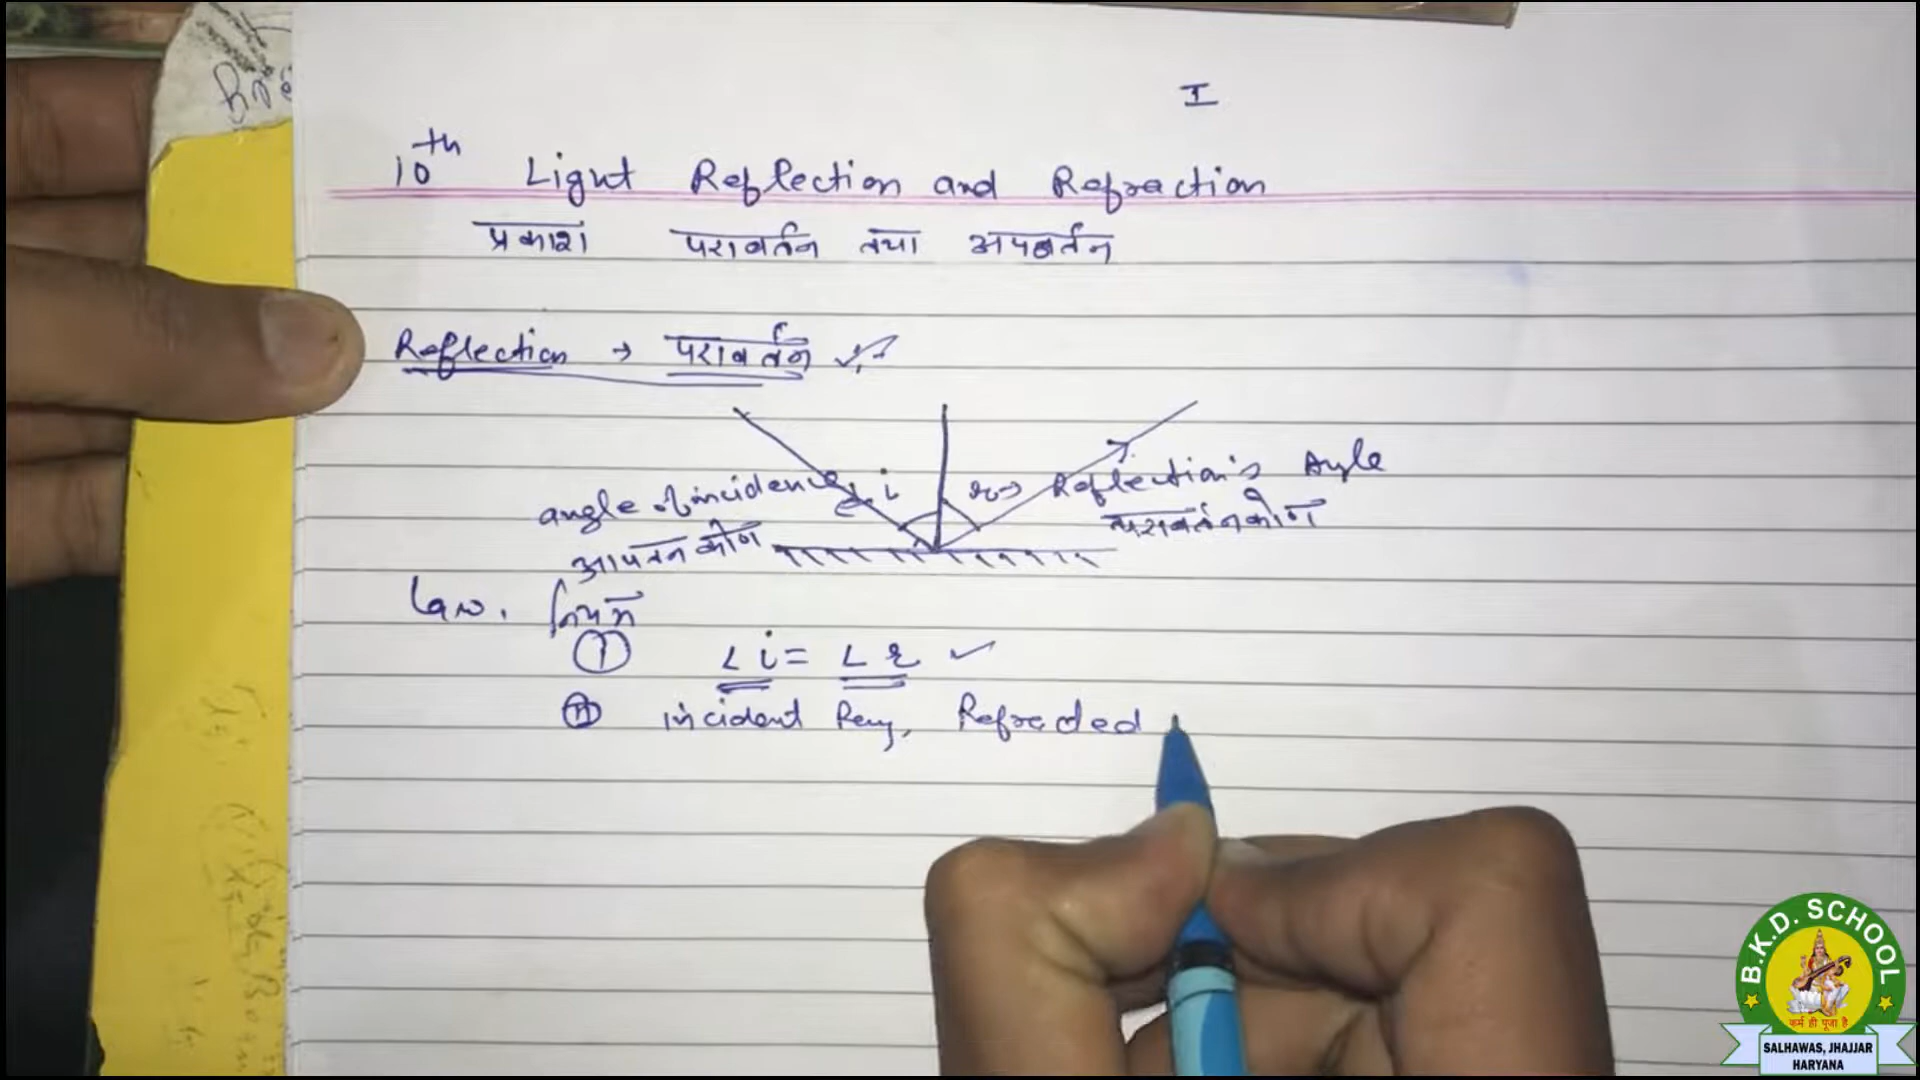 I
10th Light Reflection and Refraction
प्रकाश परावर्तन तथा अपवर्तन
Reflection → परावर्तन
angle of incidence i r → Reflection's Angle
आपतन कोण परावर्तन कोण
Law. नियम
① ∠i = ∠r ✓
② incident Ray, Refracted
B.K.D. SCHOOL
कर्म ही पूजा है
SALHAWAS, JHAJJAR
HARYANA